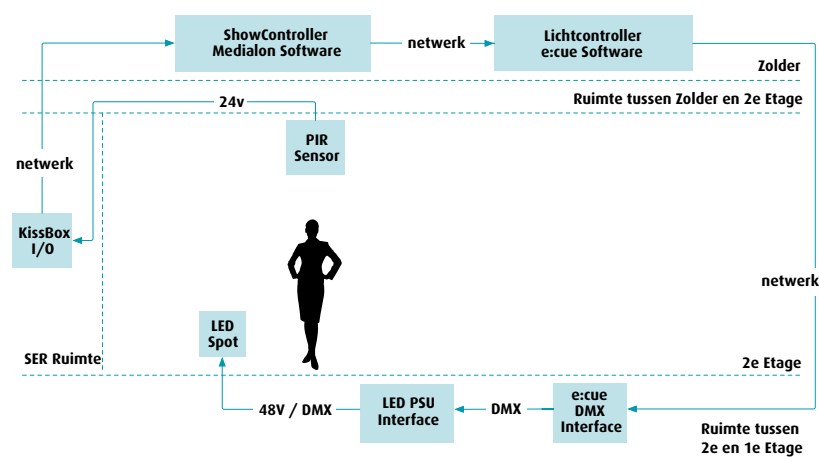 ShowController
Medialon Software
netwerk
Lichtcontroller
e:cue Software
Zolder
24v
Ruimte tussen Zolder en 2e Etage
PIR
Sensor
netwerk
KissBox
I/O
netwerk
LED
Spot
SER Ruimte
2e Etage
48V / DMX
LED PSU
Interface
DMX
e:cue
DMX
Interface
Ruimte tussen
2e en 1e Etage